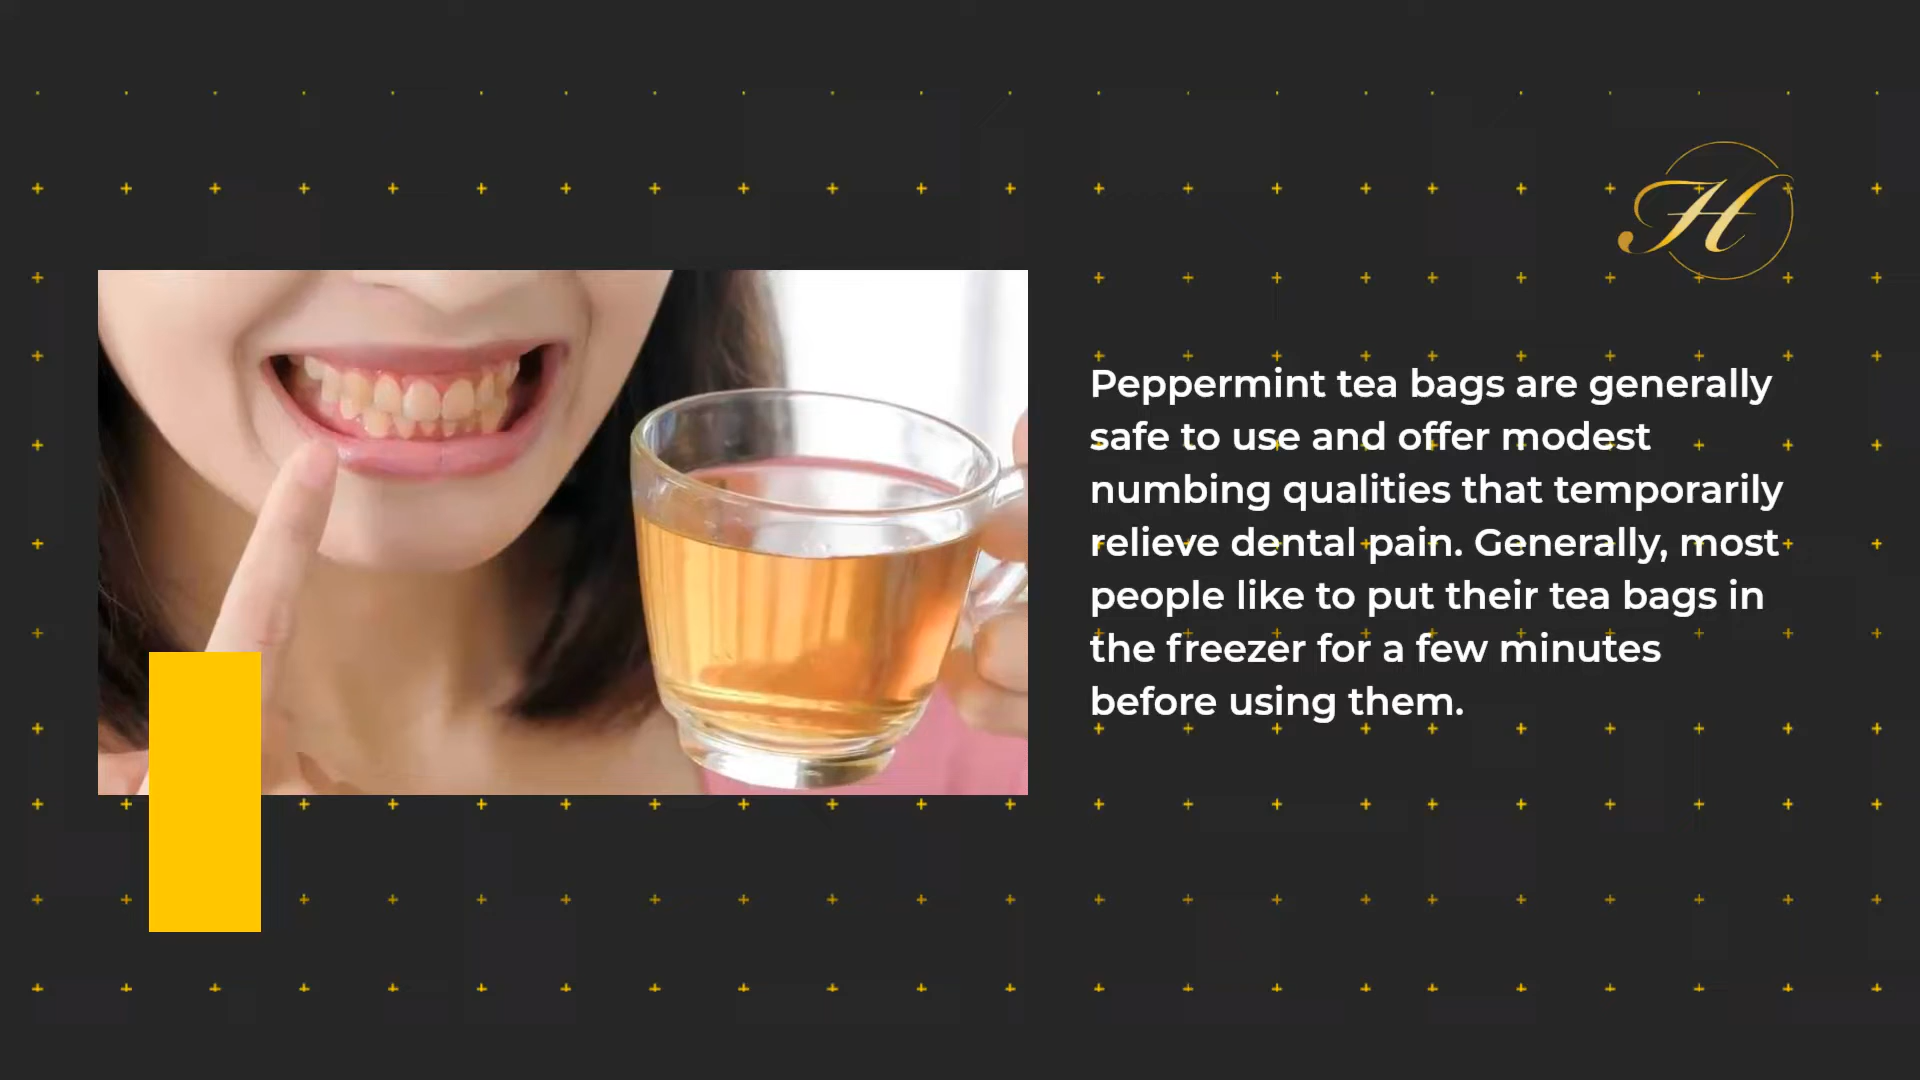 H
Peppermint tea bags are generally
safe to use and offer modest
numbing qualities that temporarily
relieve dental pain. Generally, most
people like to put their tea bags in
the freezer for a few minutes
before using them.